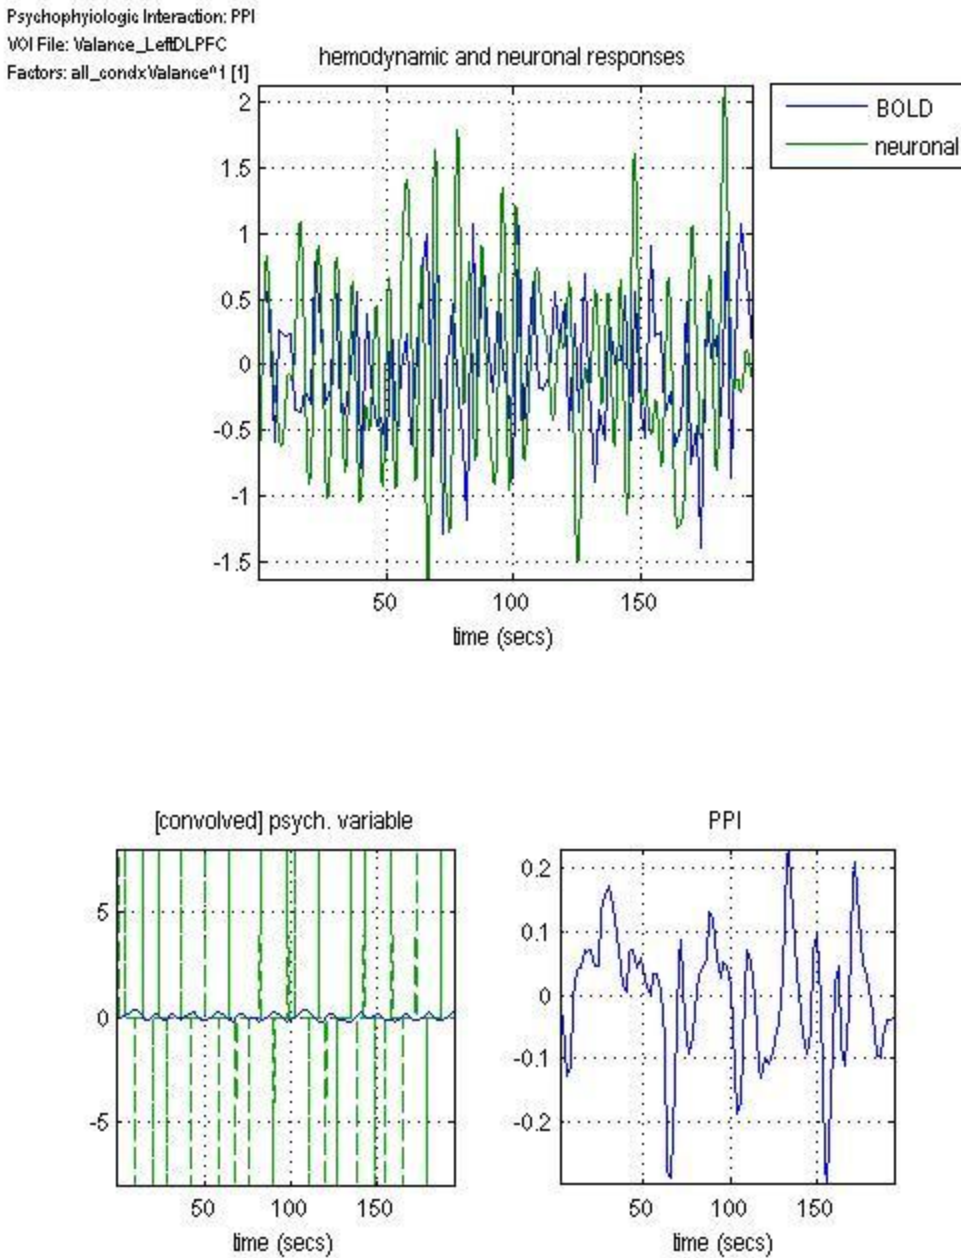 Psychophyiologic Interaction: PPI
VOI File: Valance_LeftDLPFC
Factors: all_condxValance^1 [1]
hemodynamic and neuronal responses
BOLD
neuronal
2
1.5
1
0.5
0
-0.5
-1
-1.5
50 100 150
time (secs)
[convolved] psych. variable
5
0
-5
50 100 150
time (secs)
PPI
0.2
0.1
0
-0.1
-0.2
50 100 150
time (secs)